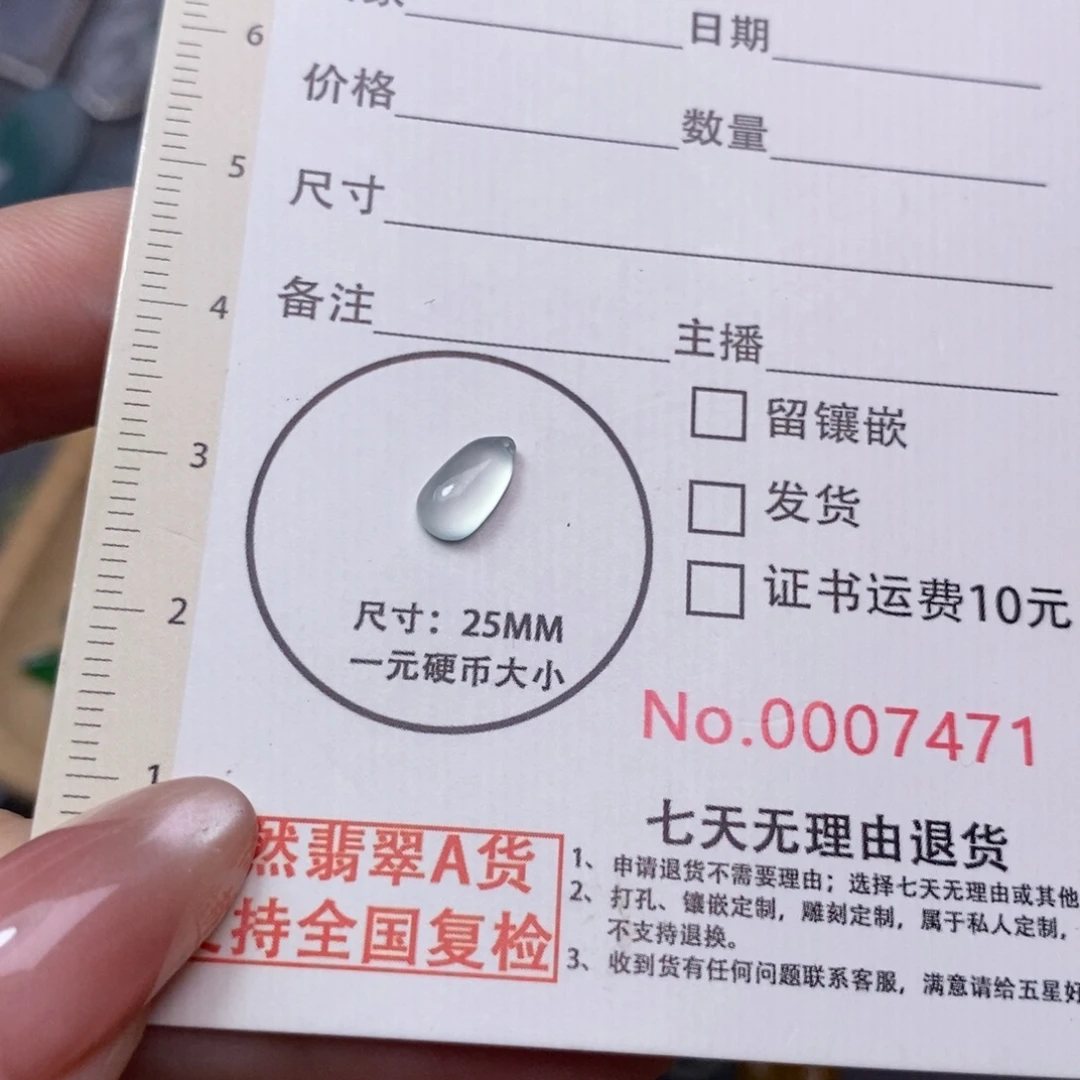 6
日期
价格 数量
5
尺寸
4
备注 主播
留镶嵌
3
发货
证书运费10元
2
尺寸：25MM
一元硬币大小
No.0007471
1
七天无理由退货
然翡翠A货
持全国复检
1、申请退货不需要理由；选择七天无理由或其他
2、打孔、镶嵌定制，雕刻定制，属于私人定制，
不支持退换。
3、收到货有任何问题联系客服，满意请给五星好